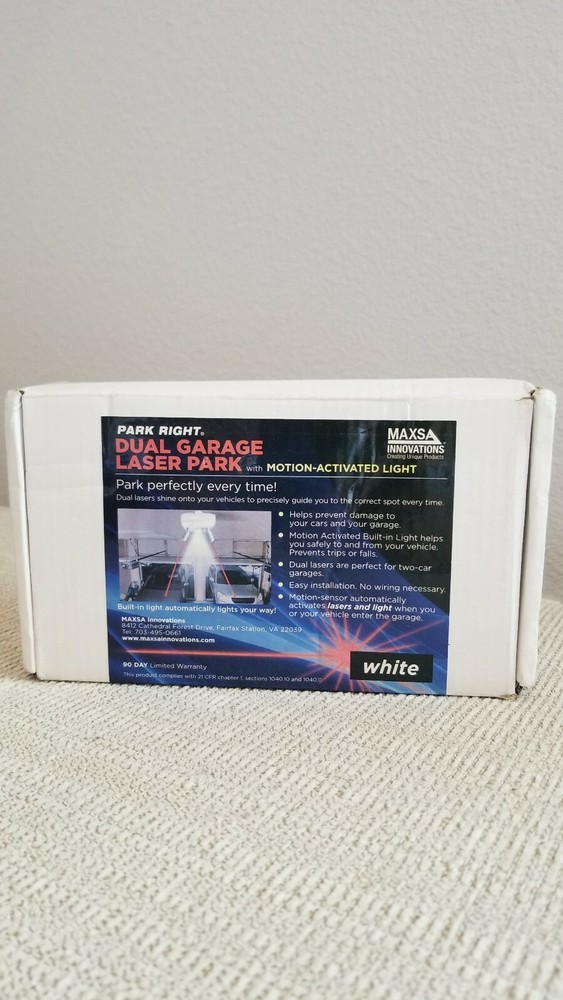 PARK RIGHT®
DUAL GARAGE
LASER PARK with MOTION-ACTIVATED LIGHT
MAXSA
INNOVATIONS
Creating Unique Products
Park perfectly every time!
Dual lasers shine onto your vehicles to precisely guide you to the correct spot every time.
• Helps prevent damage to
your cars and your garage.
• Motion Activated Built-in Light helps
you safely to and from your vehicle.
Prevents trips or falls.
• Dual lasers are perfect for two-car
garages.
• Easy installation. No wiring necessary.
• Motion-sensor automatically
activates lasers and light when you
or your vehicle enter the garage.
Built-in light automatically lights your way!
MAXSA Innovations
8412 Cathedral Forest Drive, Fairfax Station, VA 22039
Tel: 703-495-0661
www.maxsainnovations.com
90 DAY Limited Warranty
This product complies with 21 CFR chapter 1, sections 1040.10 and 1040.11
white